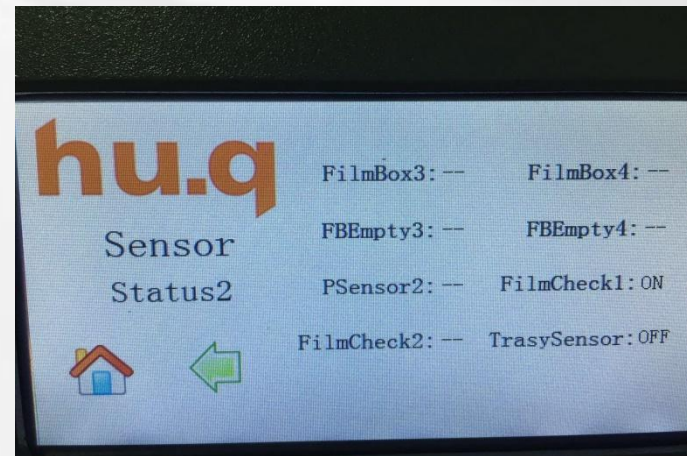 hu.q
Sensor
Status2
FilmBox3: -- FilmBox4: --
FBEmpty3: -- FBEmpty4: --
PSensor2: -- FilmCheck1: ON
FilmCheck2: -- TrasySensor: OFF